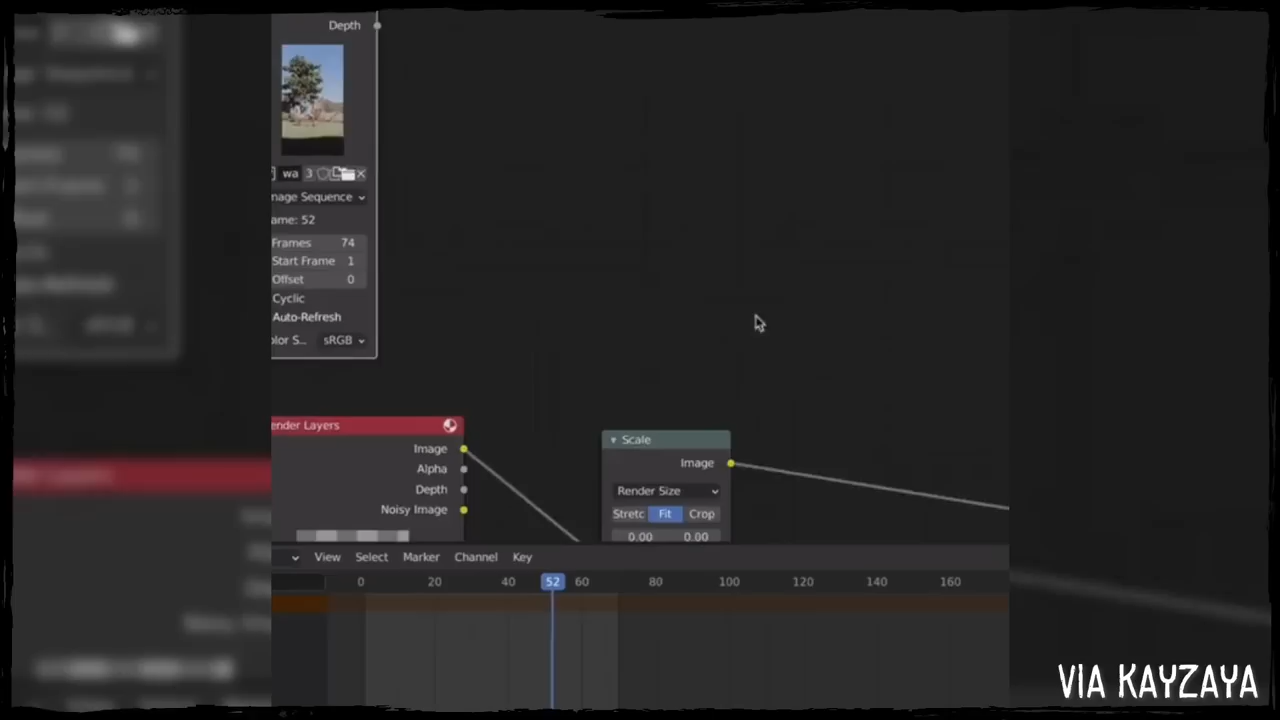 Depth
wa 3
mage Sequence
ame: 52
Frames 74
Start Frame 1
Offset 0
Cyclic
Auto-Refresh
olor S... sRGB
ender Layers
Image
Alpha
Depth
Noisy Image
Scale
Image
Render Size
Stretc Fit Crop
0.00 0.00
View Select Marker Channel Key
0 20 40 52 60 80 100 120 140 160
VIA KAYZAYA